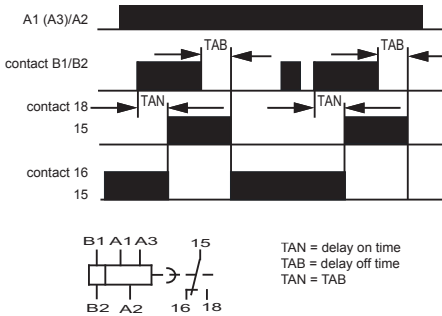 A1 (A3)/A2
TAB
TAB
contact B1/B2
contact 18
TAN
TAN
15
contact 16
15
B1 A1 A3
15
B2
A2
16
18
TAN = delay on time
TAB = delay off time
TAN = TAB